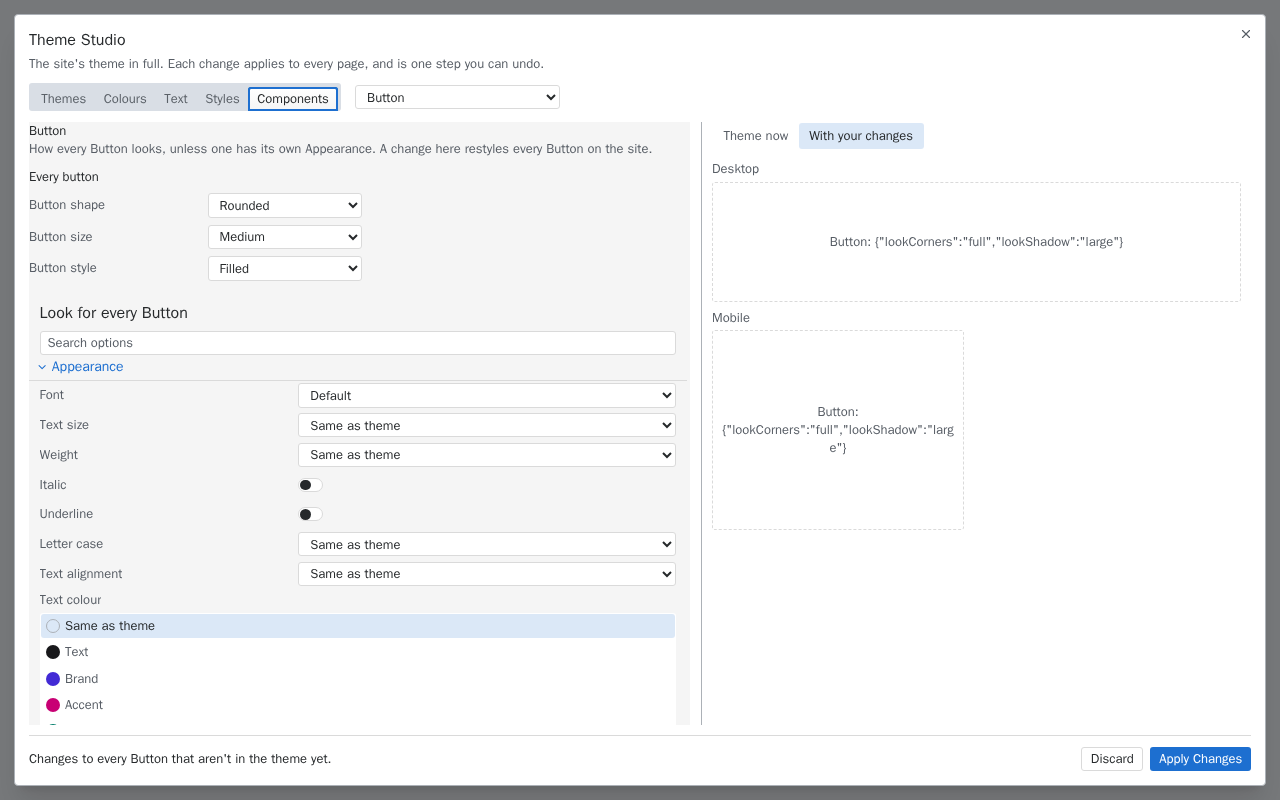 Theme Studio
The site's theme in full. Each change applies to every page, and is one step you can undo.
Themes
Colours
Text
Styles
Components
Button
Button
How every Button looks, unless one has its own Appearance. A change here restyles every Button on the site.
Every button
Button shape
Rounded
Button size
Medium
Button style
Filled
Look for every Button
Search options
Appearance
Font
Default
Text size
Same as theme
Weight
Same as theme
Italic
Underline
Letter case
Same as theme
Text alignment
Same as theme
Text colour
Same as theme
Text
Brand
Accent
Theme now
With your changes
Desktop
Button: {"lookCorners":"full","lookShadow":"large"}
Mobile
Button:
{"lookCorners":"full","lookShadow":"larg
e"}
Changes to every Button that aren't in the theme yet.
Discard
Apply Changes